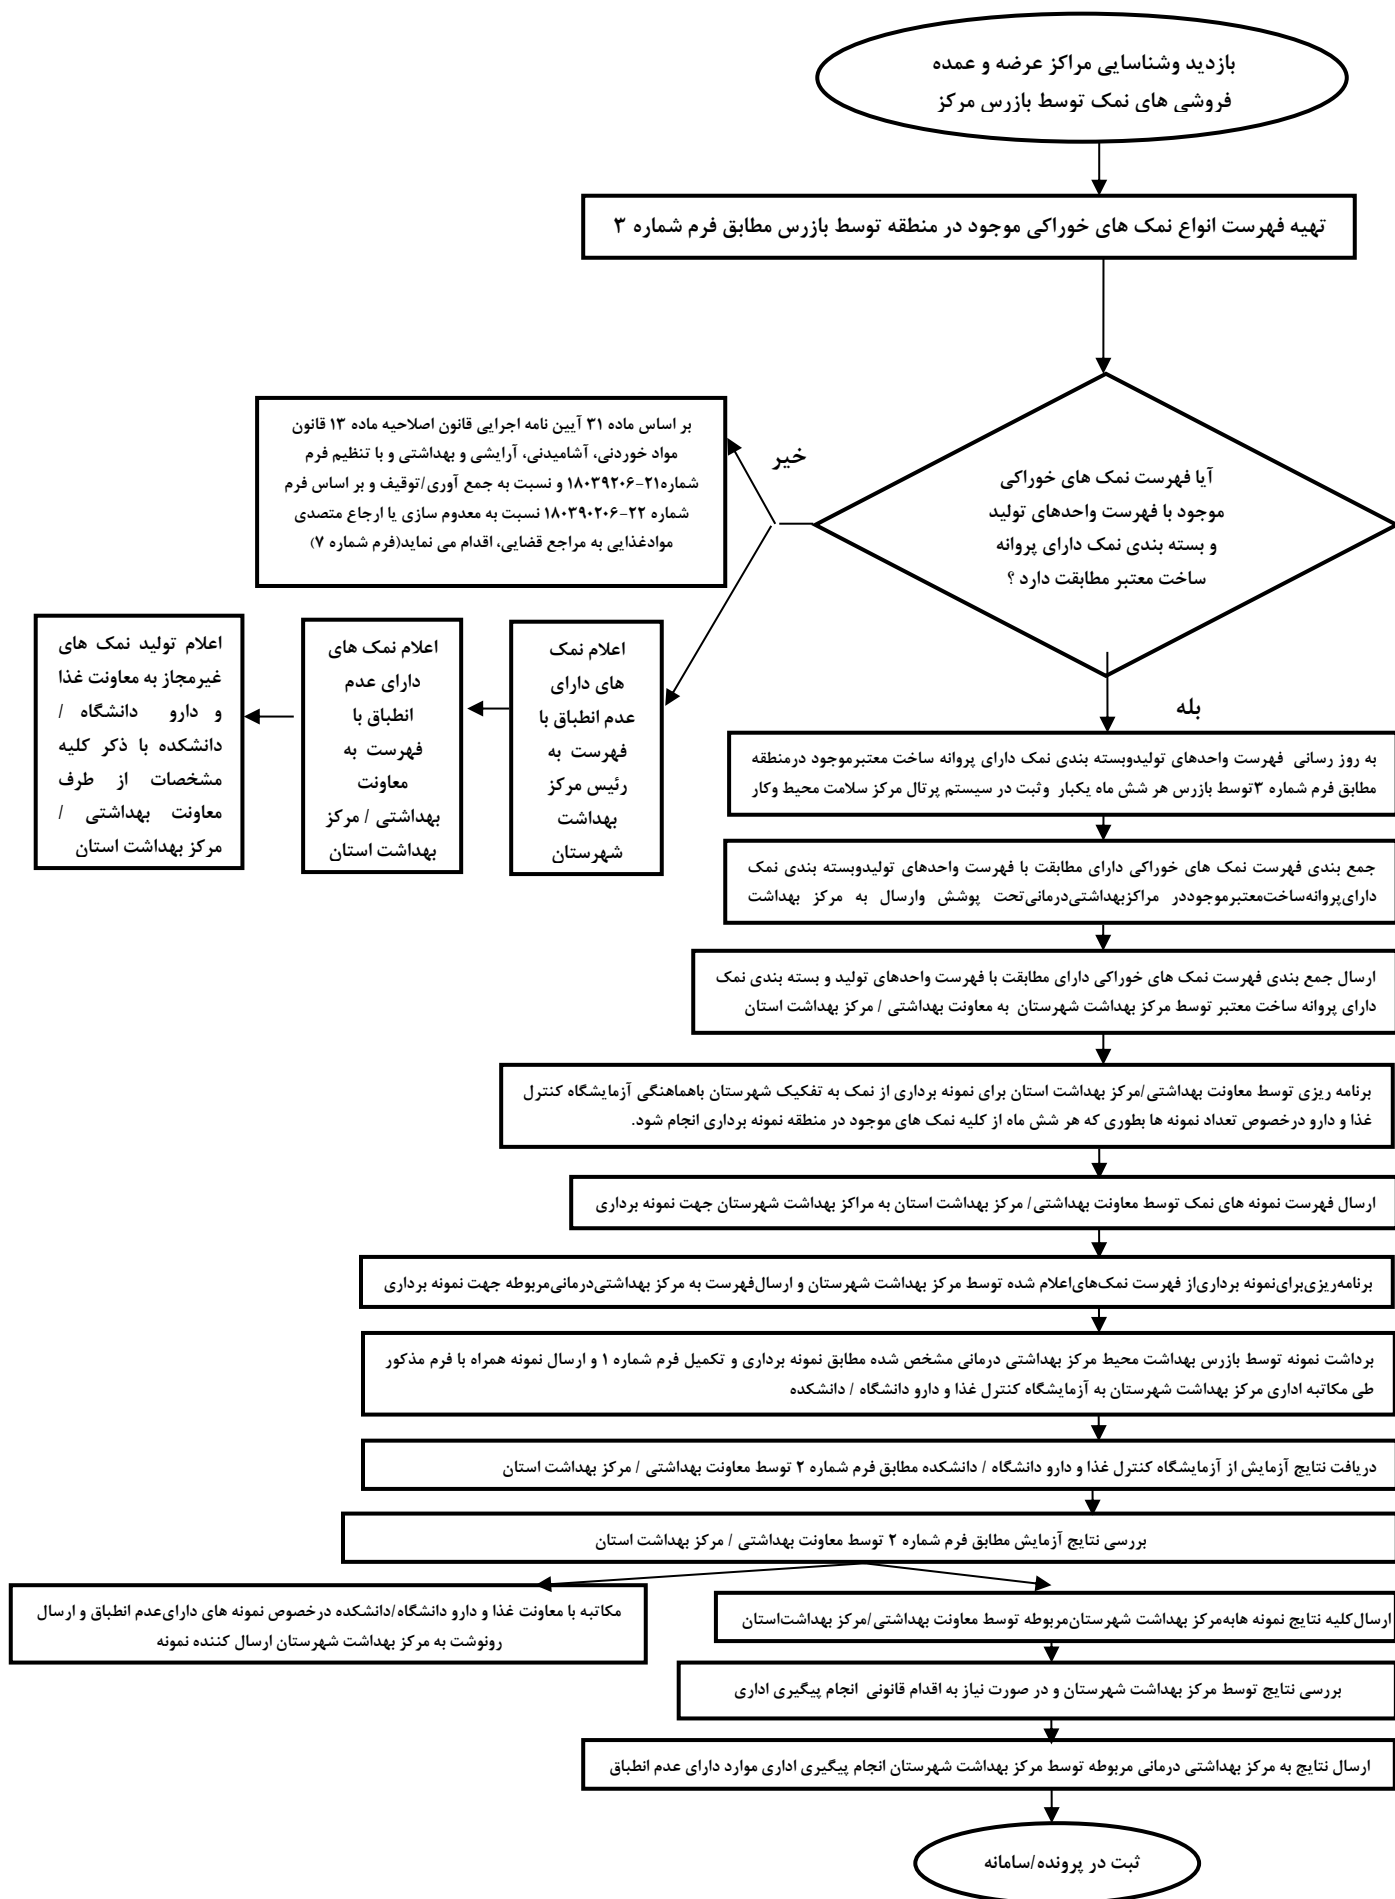 بازدید وشناسایی مراکز عرضه و عمده
فروشی های نمک توسط بازرس مرکز
تهیه فهرست انواع نمک های خوراکی موجود در منطقه توسط بازرس مطابق فرم شماره ۳
آیا فهرست نمک های خوراکی
موجود با فهرست واحدهای تولید
و بسته بندی نمک دارای پروانه
ساخت معتبر مطابقت دارد ؟
خیر
بر اساس ماده ۳۱ آیین نامه اجرایی قانون اصلاحیه ماده ۱۳ قانون
مواد خوردنی، آشامیدنی، آرایشی و بهداشتی و با تنظیم فرم
شماره۲۱-۱۸۰۳۹۲۰۶ و نسبت به جمع آوری/توقیف و بر اساس فرم
شماره ۲۲-۱۸۰۳۹۰۲۰۶ نسبت به معدوم سازی یا ارجاع متصدی
موادغذایی به مراجع قضایی، اقدام می نماید(فرم شماره ۷)
اعلام نمک
های دارای
عدم انطباق با
فهرست به
رئیس مرکز
بهداشت
شهرستان
اعلام نمک های
دارای عدم
انطباق با
فهرست به
معاونت
بهداشتی / مرکز
بهداشت استان
اعلام تولید نمک های
غیرمجاز به معاونت غذا
و دارو دانشگاه /
دانشکده با ذکر کلیه
مشخصات از طرف
معاونت بهداشتی /
مرکز بهداشت استان
بله
به روز رسانی فهرست واحدهای تولیدوبسته بندی نمک دارای پروانه ساخت معتبرموجود درمنطقه
مطابق فرم شماره ۳توسط بازرس هر شش ماه یکبار وثبت در سیستم پرتال مرکز سلامت محیط وکار
جمع بندی فهرست نمک های خوراکی دارای مطابقت با فهرست واحدهای تولیدوبسته بندی نمک
دارای‌پروانه‌ساخت‌معتبرموجوددر مراکزبهداشتی‌درمانی‌تحت پوشش وارسال به مرکز بهداشت
ارسال جمع بندی فهرست نمک های خوراکی دارای مطابقت با فهرست واحدهای تولید و بسته بندی نمک
دارای پروانه ساخت معتبر توسط مرکز بهداشت شهرستان به معاونت بهداشتی / مرکز بهداشت استان
برنامه ریزی توسط معاونت بهداشتی/مرکز بهداشت استان برای نمونه برداری از نمک به تفکیک شهرستان باهماهنگی آزمایشگاه کنترل
غذا و دارو درخصوص تعداد نمونه ها بطوری که هر شش ماه از کلیه نمک های موجود در منطقه نمونه برداری انجام شود.
ارسال فهرست نمونه های نمک توسط معاونت بهداشتی/ مرکز بهداشت استان به مراکز بهداشت شهرستان جهت نمونه برداری
برنامه‌ریزی‌برای‌نمونه برداری‌از فهرست نمک‌های‌اعلام شده توسط مرکز بهداشت شهرستان و ارسال‌فهرست به مرکز بهداشتی‌درمانی‌مربوطه جهت نمونه برداری
برداشت نمونه توسط بازرس بهداشت محیط مرکز بهداشتی درمانی مشخص شده مطابق نمونه برداری و تکمیل فرم شماره ۱ و ارسال نمونه همراه با فرم مذکور
طی مکاتبه اداری مرکز بهداشت شهرستان به آزمایشگاه کنترل غذا و دارو دانشگاه / دانشکده
دریافت نتایج آزمایش از آزمایشگاه کنترل غذا و دارو دانشگاه / دانشکده مطابق فرم شماره ۲ توسط معاونت بهداشتی / مرکز بهداشت استان
بررسی نتایج آزمایش مطابق فرم شماره ۲ توسط معاونت بهداشتی / مرکز بهداشت استان
ارسال‌کلیه نتایج نمونه هابه‌مرکز بهداشت شهرستان‌مربوطه توسط معاونت بهداشتی/مرکز بهداشت‌استان
مکاتبه با معاونت غذا و دارو دانشگاه/دانشکده درخصوص نمونه های دارای‌عدم انطباق و ارسال
رونوشت به مرکز بهداشت شهرستان ارسال کننده نمونه
بررسی نتایج توسط مرکز بهداشت شهرستان و در صورت نیاز به اقدام قانونی انجام پیگیری اداری
ارسال نتایج به مرکز بهداشتی درمانی مربوطه توسط مرکز بهداشت شهرستان انجام پیگیری اداری موارد دارای عدم انطباق
ثبت در پرونده/سامانه